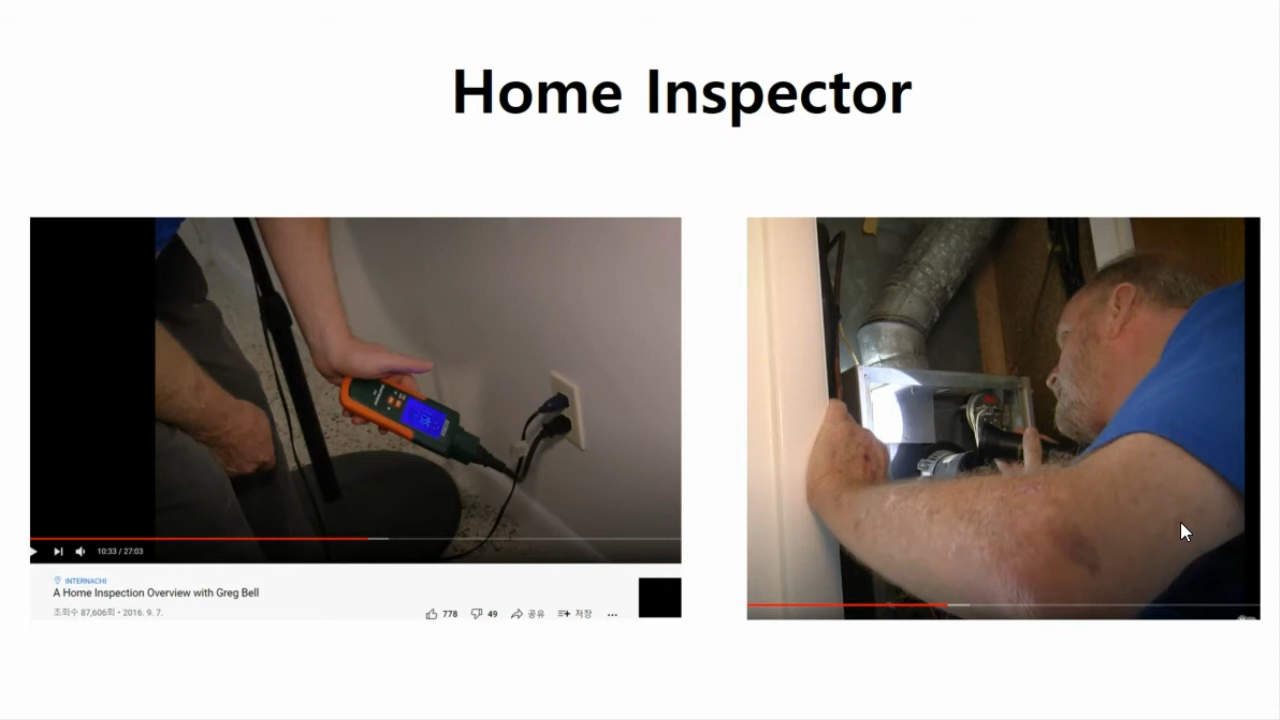 Home Inspector
10:33 / 27:03
INTERNACHI
A Home Inspection Overview with Greg Bell
조회수 87,606회 • 2016. 9. 7.
778 49 공유 저장